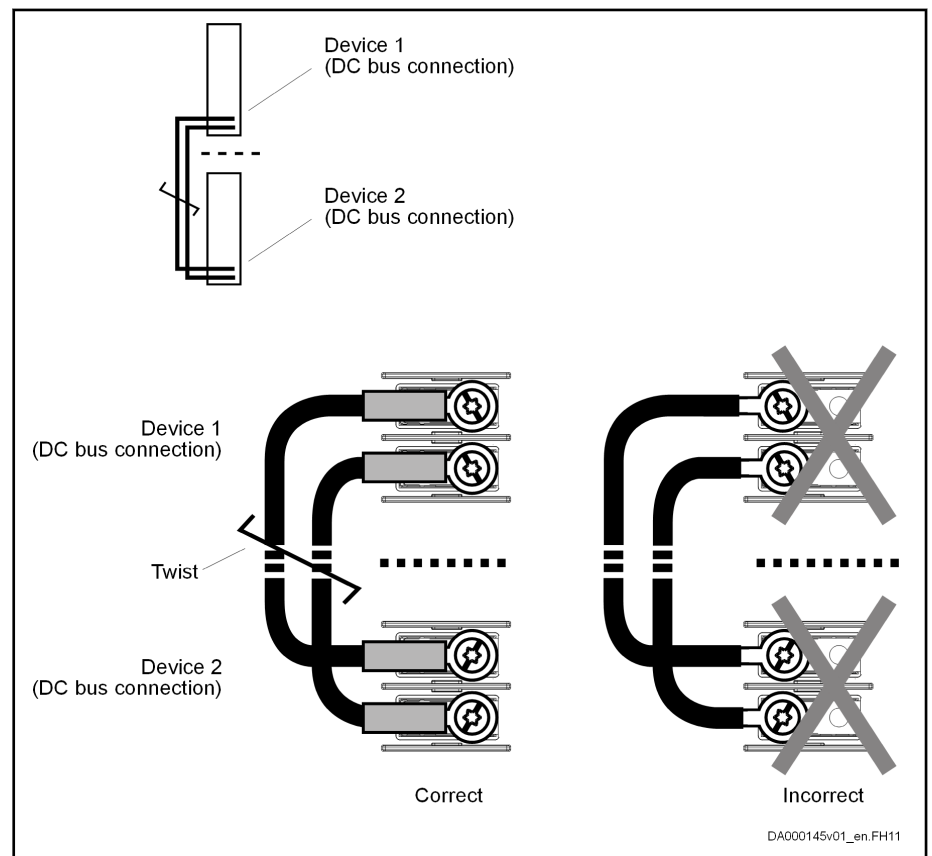 Device 1
(DC bus connection)
Device 2
(DC bus connection)
Device 1
(DC bus connection)
Twist
Device 2
(DC bus connection)
Correct
Incorrect
DA000145v01_en.FH11